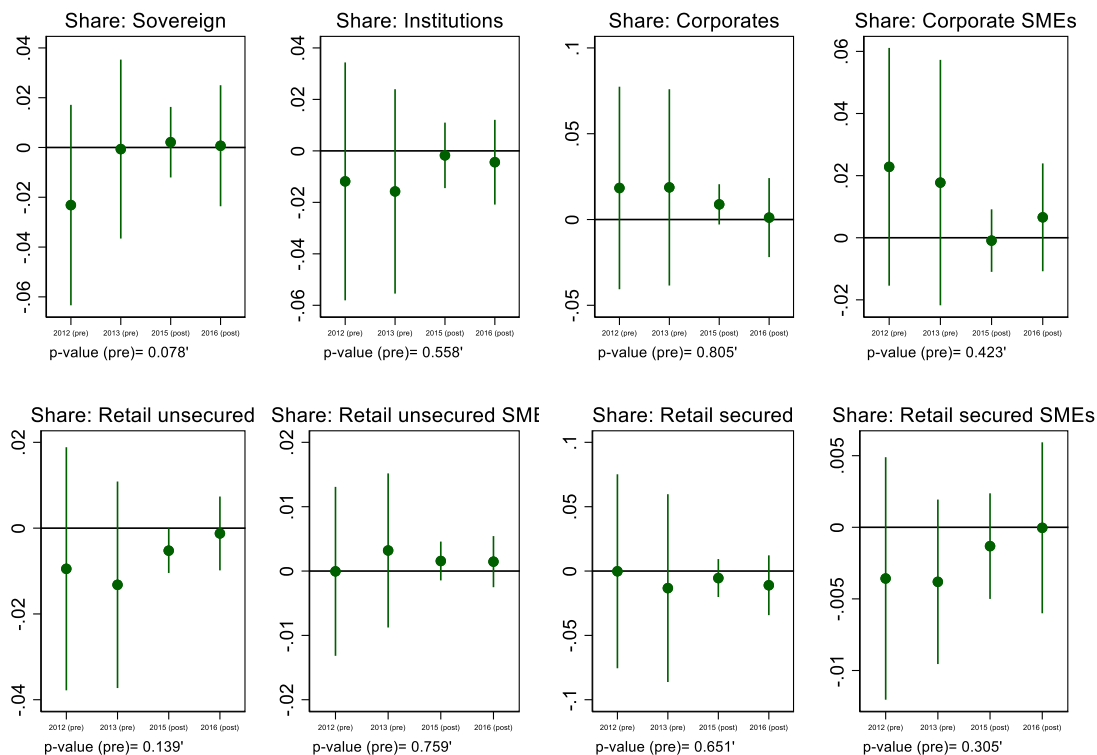 Share: Sovereign
.04
.02
0
-.02
-.04
-.06
2012 (pre) 2013 (pre) 2015 (post) 2016 (post)
p-value (pre)= 0.078'
Share: Institutions
.04
.02
0
-.02
-.04
-.06
2012 (pre) 2013 (pre) 2015 (post) 2016 (post)
p-value (pre)= 0.558'
Share: Corporates
.1
.05
0
-.05
2012 (pre) 2013 (pre) 2015 (post) 2016 (post)
p-value (pre)= 0.805'
Share: Corporate SMEs
.06
.04
.02
0
-.02
2012 (pre) 2013 (pre) 2015 (post) 2016 (post)
p-value (pre)= 0.423'
Share: Retail unsecured
.02
0
-.02
-.04
2012 (pre) 2013 (pre) 2015 (post) 2016 (post)
p-value (pre)= 0.139'
Share: Retail unsecured SME
.02
.01
0
-.01
-.02
2012 (pre) 2013 (pre) 2015 (post) 2016 (post)
p-value (pre)= 0.759'
Share: Retail secured
.1
.05
0
-.05
-.1
2012 (pre) 2013 (pre) 2015 (post) 2016 (post)
p-value (pre)= 0.651'
Share: Retail secured SMEs
.005
0
-.005
-.01
2012 (pre) 2013 (pre) 2015 (post) 2016 (post)
p-value (pre)= 0.305'